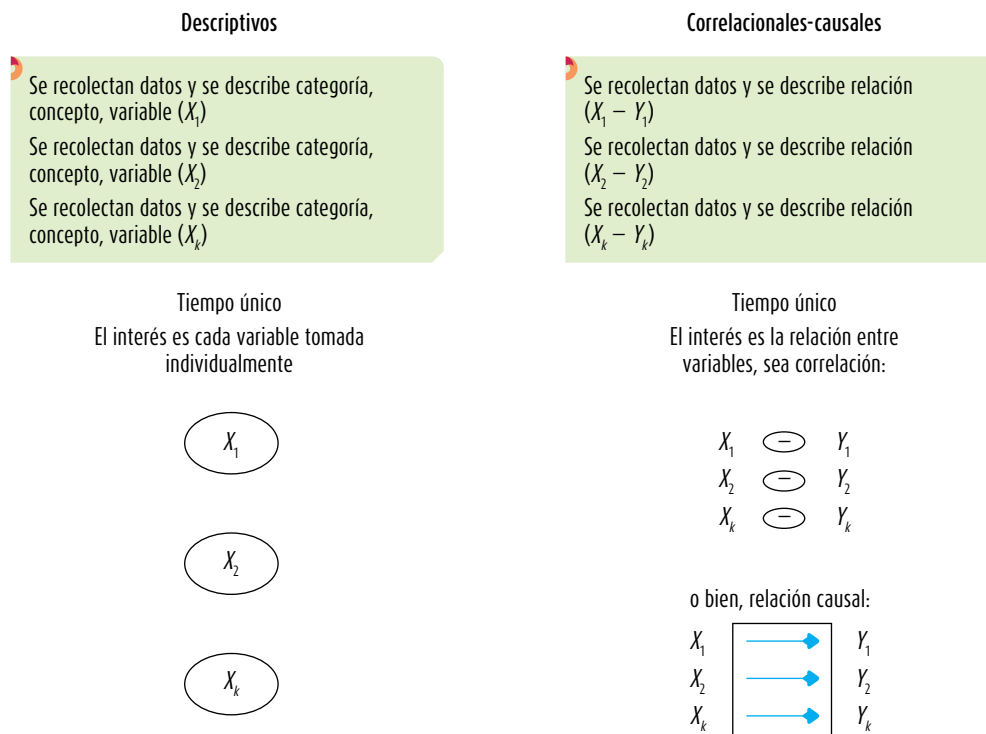 Descriptivos
Se recolectan datos y se describe categoría,
concepto, variable (X₁)
Se recolectan datos y se describe categoría,
concepto, variable (X₂)
Se recolectan datos y se describe categoría,
concepto, variable (Xₖ)
Tiempo único
El interés es cada variable tomada
individualmente
X₁
X₂
Xₖ
Correlacionales-causales
Se recolectan datos y se describe relación
(X₁ – Y₁)
Se recolectan datos y se describe relación
(X₂ – Y₂)
Se recolectan datos y se describe relación
(Xₖ – Yₖ)
Tiempo único
El interés es la relación entre
variables, sea correlación:
X₁ – Y₁
X₂ – Y₂
Xₖ – Yₖ
o bien, relación causal:
X₁ Y₁
X₂ Y₂
Xₖ Yₖ